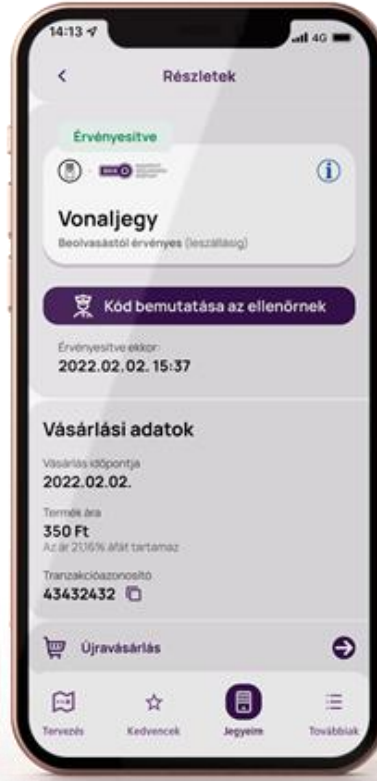 14:13
4G
Részletek
Érvényesítve
Vonaljegy
Beolvasástól érvényes (leszállásig)
Kód bemutatása az ellenőrnek
Érvényesítve ekkor:
2022.02.02. 15:37
Vásárlási adatok
Vásárlás időpontja
2022.02.02.
Termék ára
350 Ft
Az ár 21,16% áfát tartamaz
Tranzakcióazonosító
43432432
Újravásárlás
Tervezés
Kedvencek
Jegyeim
Továbbiak